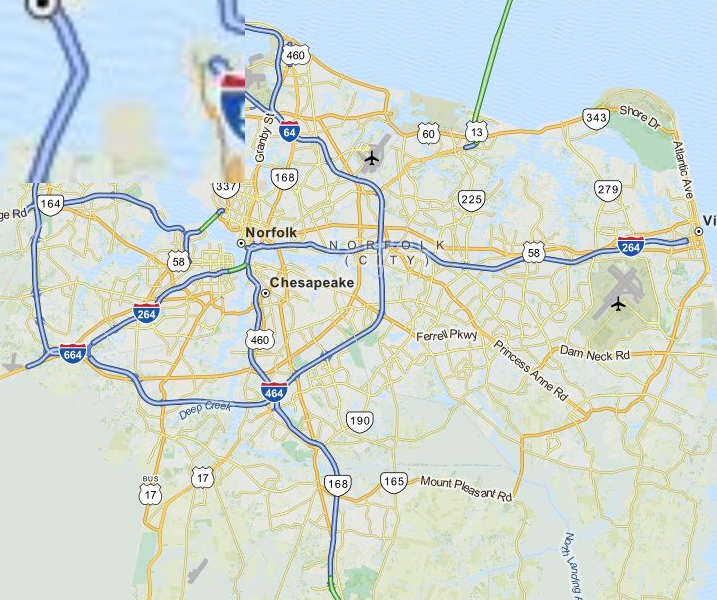 460
64
60
13
343
Shore Dr
Granby St
168
337
225
279
Atlantic Ave
164
ge Rd
Norfolk
NORFOLK
(CITY)
58
58
264
Vi
Chesapeake
264
460
Ferrell Pkwy
664
Princess Anne Rd
Dam Neck Rd
464
Deep Creek
190
BUS
17
17
168
165
Mount Pleasant Rd
North Landing R